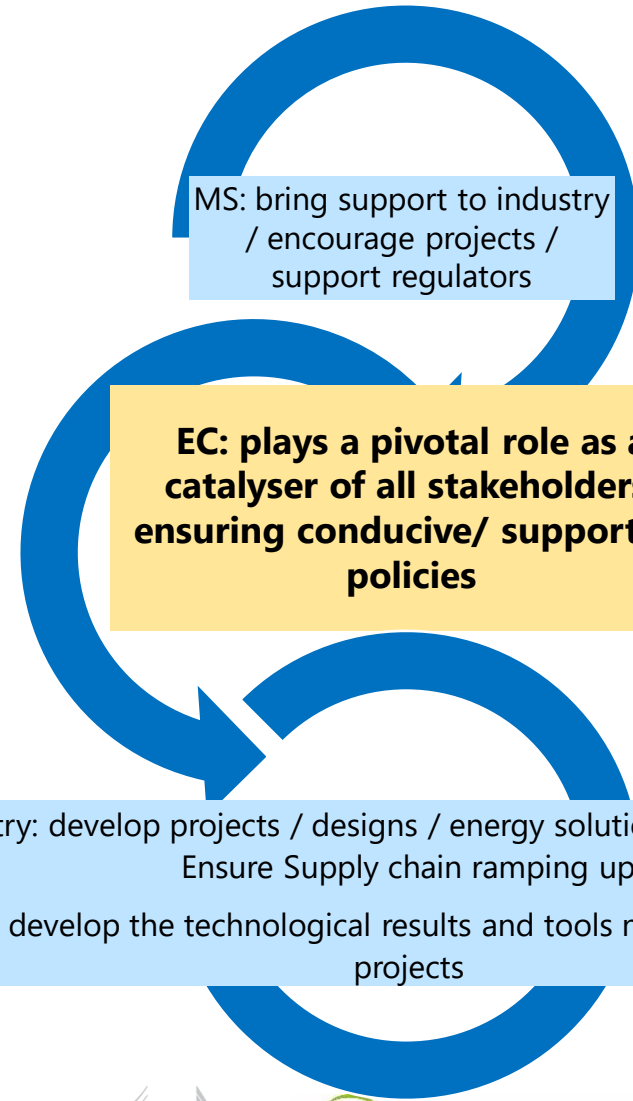 MS: bring support to industry
/ encourage projects /
support regulators
EC: plays a pivotal role as a
catalyser of all stakeholders
ensuring conducive/ support
policies
try: develop projects / designs / energy soluti
Ensure Supply chain ramping up
develop the technological results and tools
projects